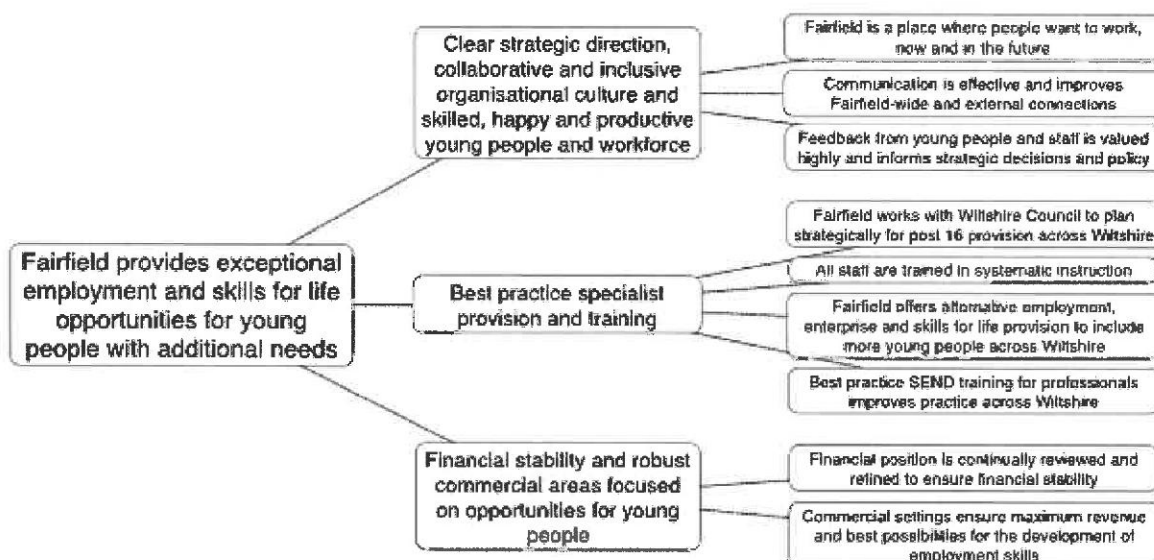 Fairfield provides exceptional
employment and skills for life
opportunities for young
people with additional needs
Clear strategic direction,
collaborative and inclusive
organisational culture and
skilled, happy and productive
young people and workforce
Fairfield is a place where people want to work,
now and in the future
Communication is effective and improves
Fairfield-wide and external connections
Feedback from young people and staff is valued
highly and informs strategic decisions and policy
Best practice specialist
provision and training
Fairfield works with Wiltshire Council to plan
strategically for post 16 provision across Wiltshire
All staff are trained in systematic instruction
Fairfield offers alternative employment,
enterprise and skills for life provision to include
more young people across Wiltshire
Best practice SEND training for professionals
improves practice across Wiltshire
Financial stability and robust
commercial areas focused
on opportunities for young
people
Financial position is continually reviewed and
refined to ensure financial stability
Commercial settings ensure maximum revenue
and best possibilities for the development of
employment skills